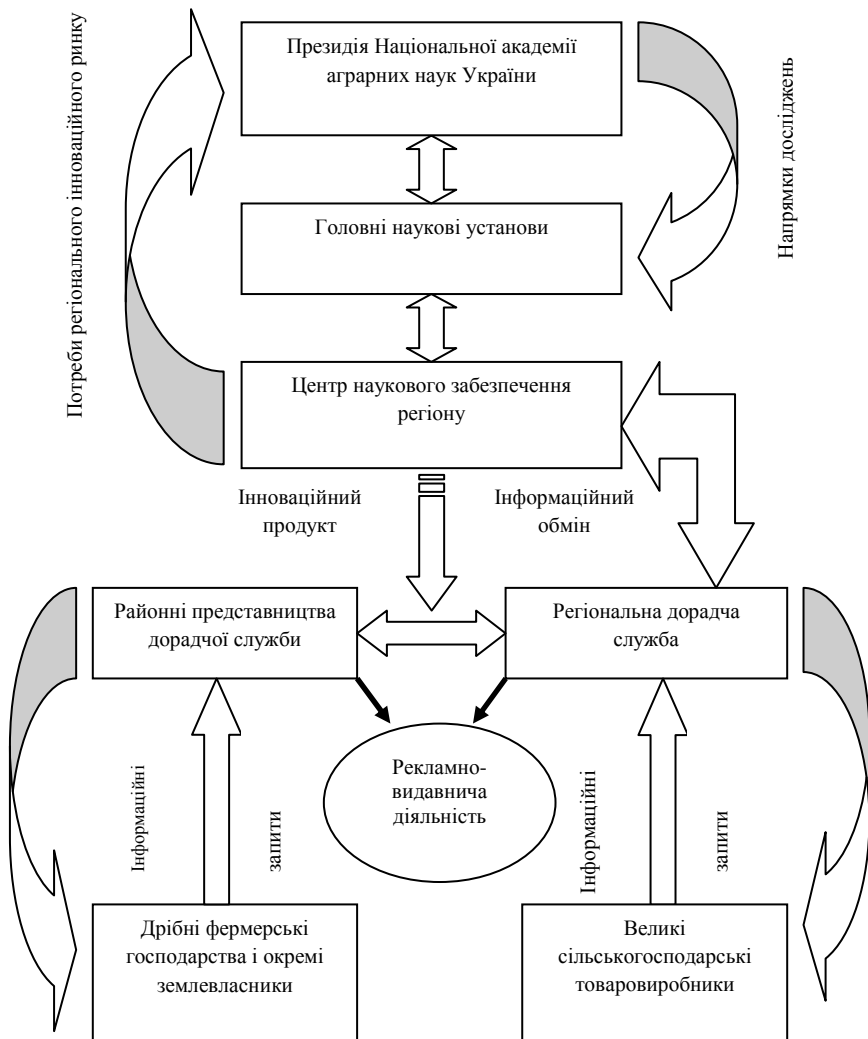 Президія Національної академії
аграрних наук України
Потреби регіонального інноваційного ринку
Напрямки досліджень
Головні наукові установи
Центр наукового забезпечення
регіону
Інноваційний
продукт
Інформаційний
обмін
Районні представництва
дорадчої служби
Регіональна дорадча
служба
Рекламно-
видавнича
діяльність
Інформаційні
запити
Інформаційні
запити
Дрібні фермерські
господарства і окремі
землевласники
Великі
сільськогосподарські
товаровиробники